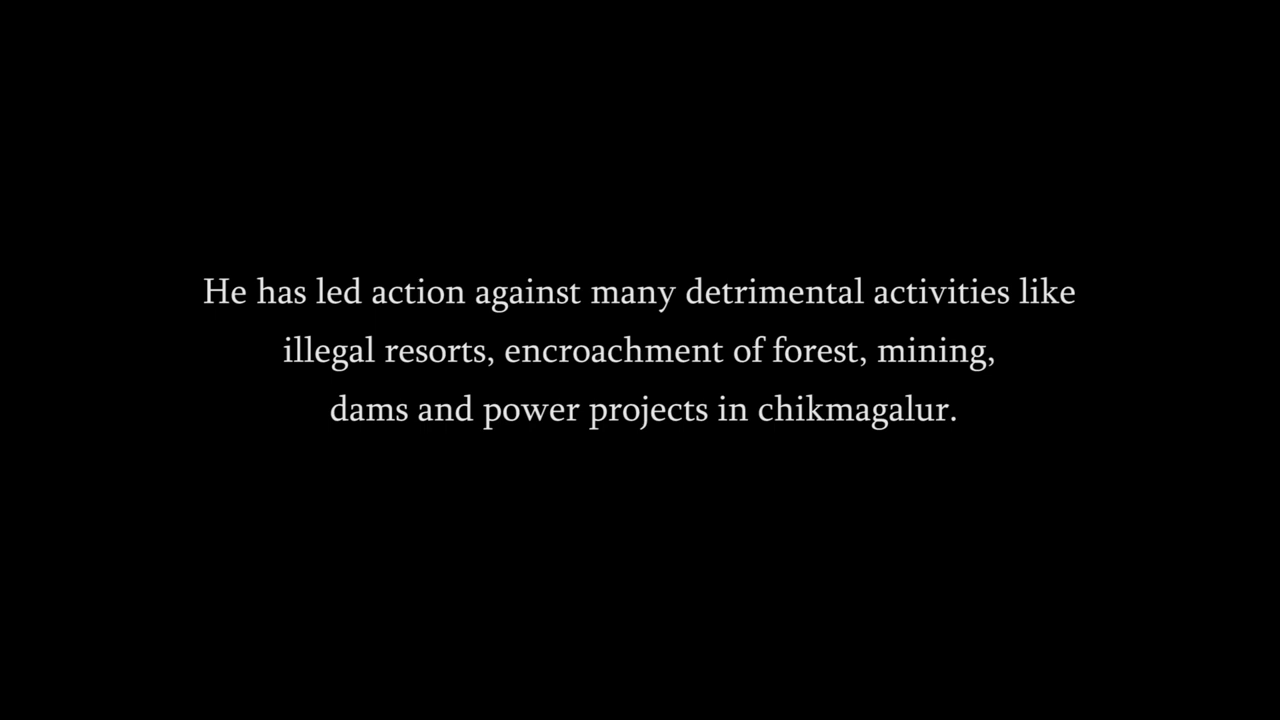 He has led action against many detrimental activities like
illegal resorts, encroachment of forest, mining,
dams and power projects in chikmagalur.